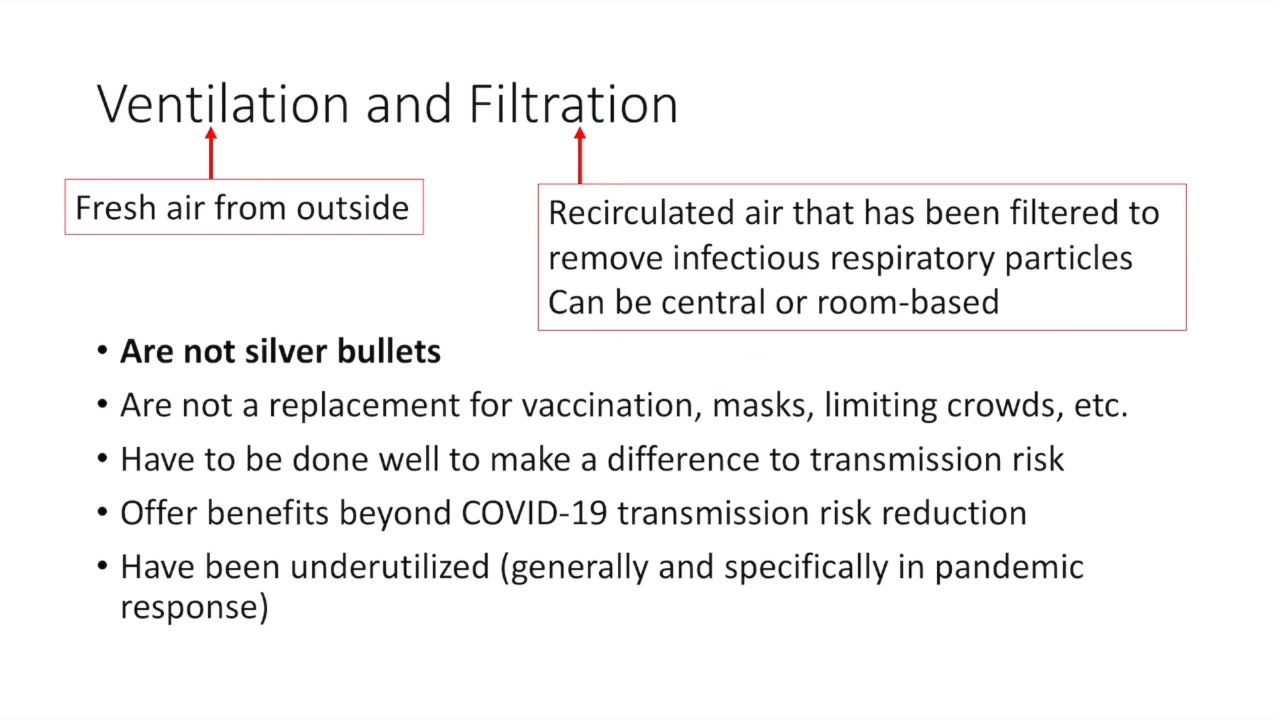 Ventilation and Filtration
Fresh air from outside
Recirculated air that has been filtered to
remove infectious respiratory particles
Can be central or room-based
• Are not silver bullets
• Are not a replacement for vaccination, masks, limiting crowds, etc.
• Have to be done well to make a difference to transmission risk
• Offer benefits beyond COVID-19 transmission risk reduction
• Have been underutilized (generally and specifically in pandemic
response)